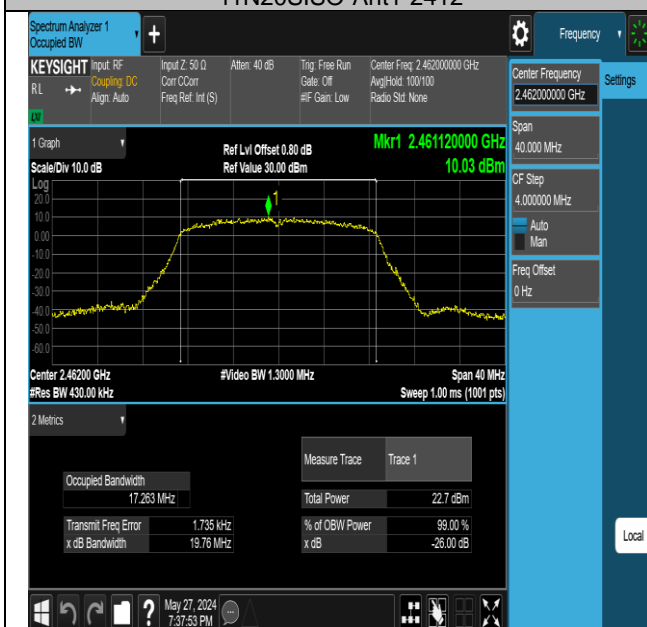 11N20SISO-Ant1-2412
Spectrum Analyzer 1
Occupied BW
Frequency
KEYSIGHT
RL
LXI
Input: RF
Coupling: DC
Align: Auto
Input Z: 50 Ω
Corr CCorr
Freq Ref: Int (S)
Atten: 40 dB
Trig: Free Run
Gate: Off
#IF Gain: Low
Center Freq: 2.462000000 GHz
Avg|Hold: 100/100
Radio Std: None
Center Frequency
2.462000000 GHz
Settings
Span
40.000 MHz
CF Step
4.000000 MHz
Auto
Man
Freq Offset
0 Hz
Local
1 Graph
Scale/Div 10.0 dB
Ref Lvl Offset 0.80 dB
Ref Value 30.00 dBm
Mkr1 2.461120000 GHz
10.03 dBm
Log
20.0
10.0
0.00
-10.0
-20.0
-30.0
-40.0
-50.0
-60.0
1
Center 2.46200 GHz
#Video BW 1.3000 MHz
Span 40 MHz
#Res BW 430.00 kHz
Sweep 1.00 ms (1001 pts)
2 Metrics
Measure Trace
Trace 1
Occupied Bandwidth
17.263 MHz
Total Power
22.7 dBm
Transmit Freq Error
1.735 kHz
% of OBW Power
99.00 %
x dB Bandwidth
19.76 MHz
x dB
-26.00 dB
?
May 27, 2024
7:37:53 PM